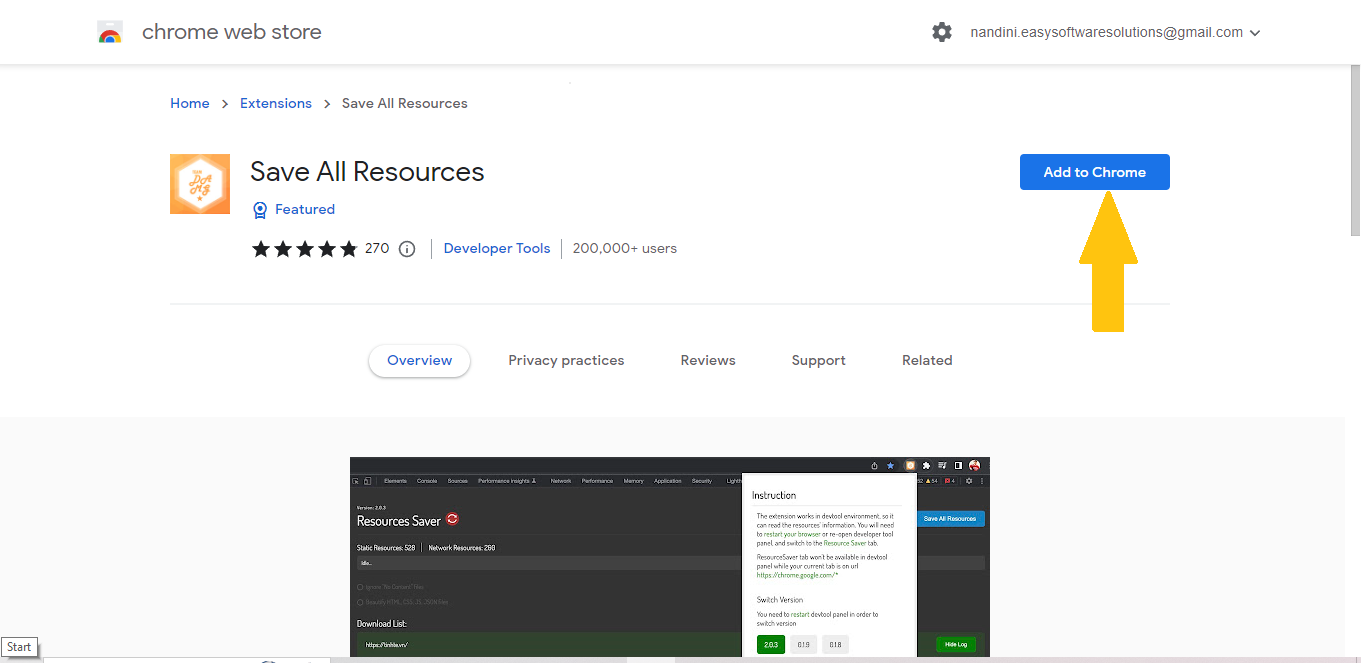 chrome web store
nandini.easysoftwaresolutions@gmail.com
Home > Extensions > Save All Resources
Save All Resources
Add to Chrome
Featured
270 Developer Tools 200,000+ users
Overview Privacy practices Reviews Support Related
Elements Console Sources Performance insights Network Performance Memory Application Security
54 4
Version: 2.0.3
Resources Saver
Save All Resources
Static Resources: 528 Network Resources: 260
Idle...
Ignore "No Content" files
Beautify HTML, CSS, JS, JSON files
Download List:
https://tinhte.vn/
Hide Log
Instruction
The extension works in devtool environment, so it
can read the resources' information. You will need
to restart your browser or re-open developer tool
panel, and switch to the Resource Saver tab.
ResourceSaver tab won't be available in devtool
panel while your current tab is on url
https://chrome.google.com/*
Switch Version
You need to restart devtool panel in order to
switch version
2.0.3 0.1.9 0.1.8
Start